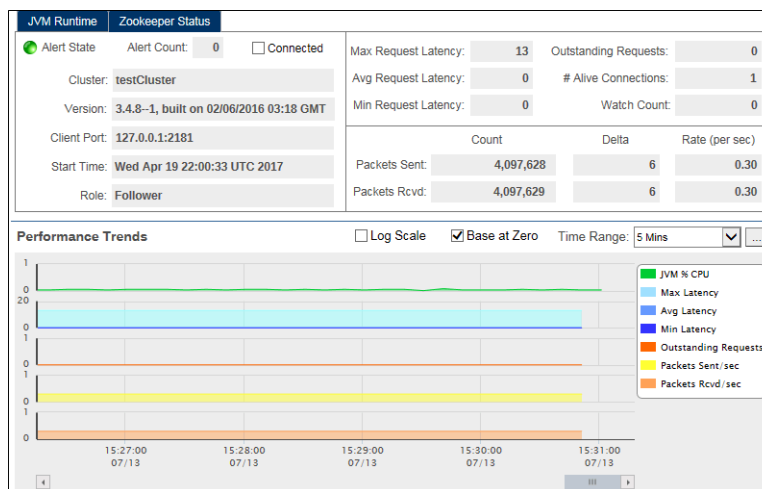 JVM Runtime Zookeeper Status
Alert State Alert Count: 0 Connected
Cluster: testCluster
Version: 3.4.8--1, built on 02/06/2016 03:18 GMT
Client Port: 127.0.0.1:2181
Start Time: Wed Apr 19 22:00:33 UTC 2017
Role: Follower
Max Request Latency: 13 Outstanding Requests: 0
Avg Request Latency: 0 # Alive Connections: 1
Min Request Latency: 0 Watch Count: 0
Count Delta Rate (per sec)
Packets Sent: 4,097,628 6 0.30
Packets Rcvd: 4,097,629 6 0.30
Performance Trends Log Scale Base at Zero Time Range: 5 Mins ...
1
0
20
0
1
0
1
0
1
0
15:27:00 15:28:00 15:29:00 15:30:00 15:31:00
07/13 07/13 07/13 07/13 07/13
JVM % CPU
Max Latency
Avg Latency
Min Latency
Outstanding Requests
Packets Sent/sec
Packets Rcvd/sec